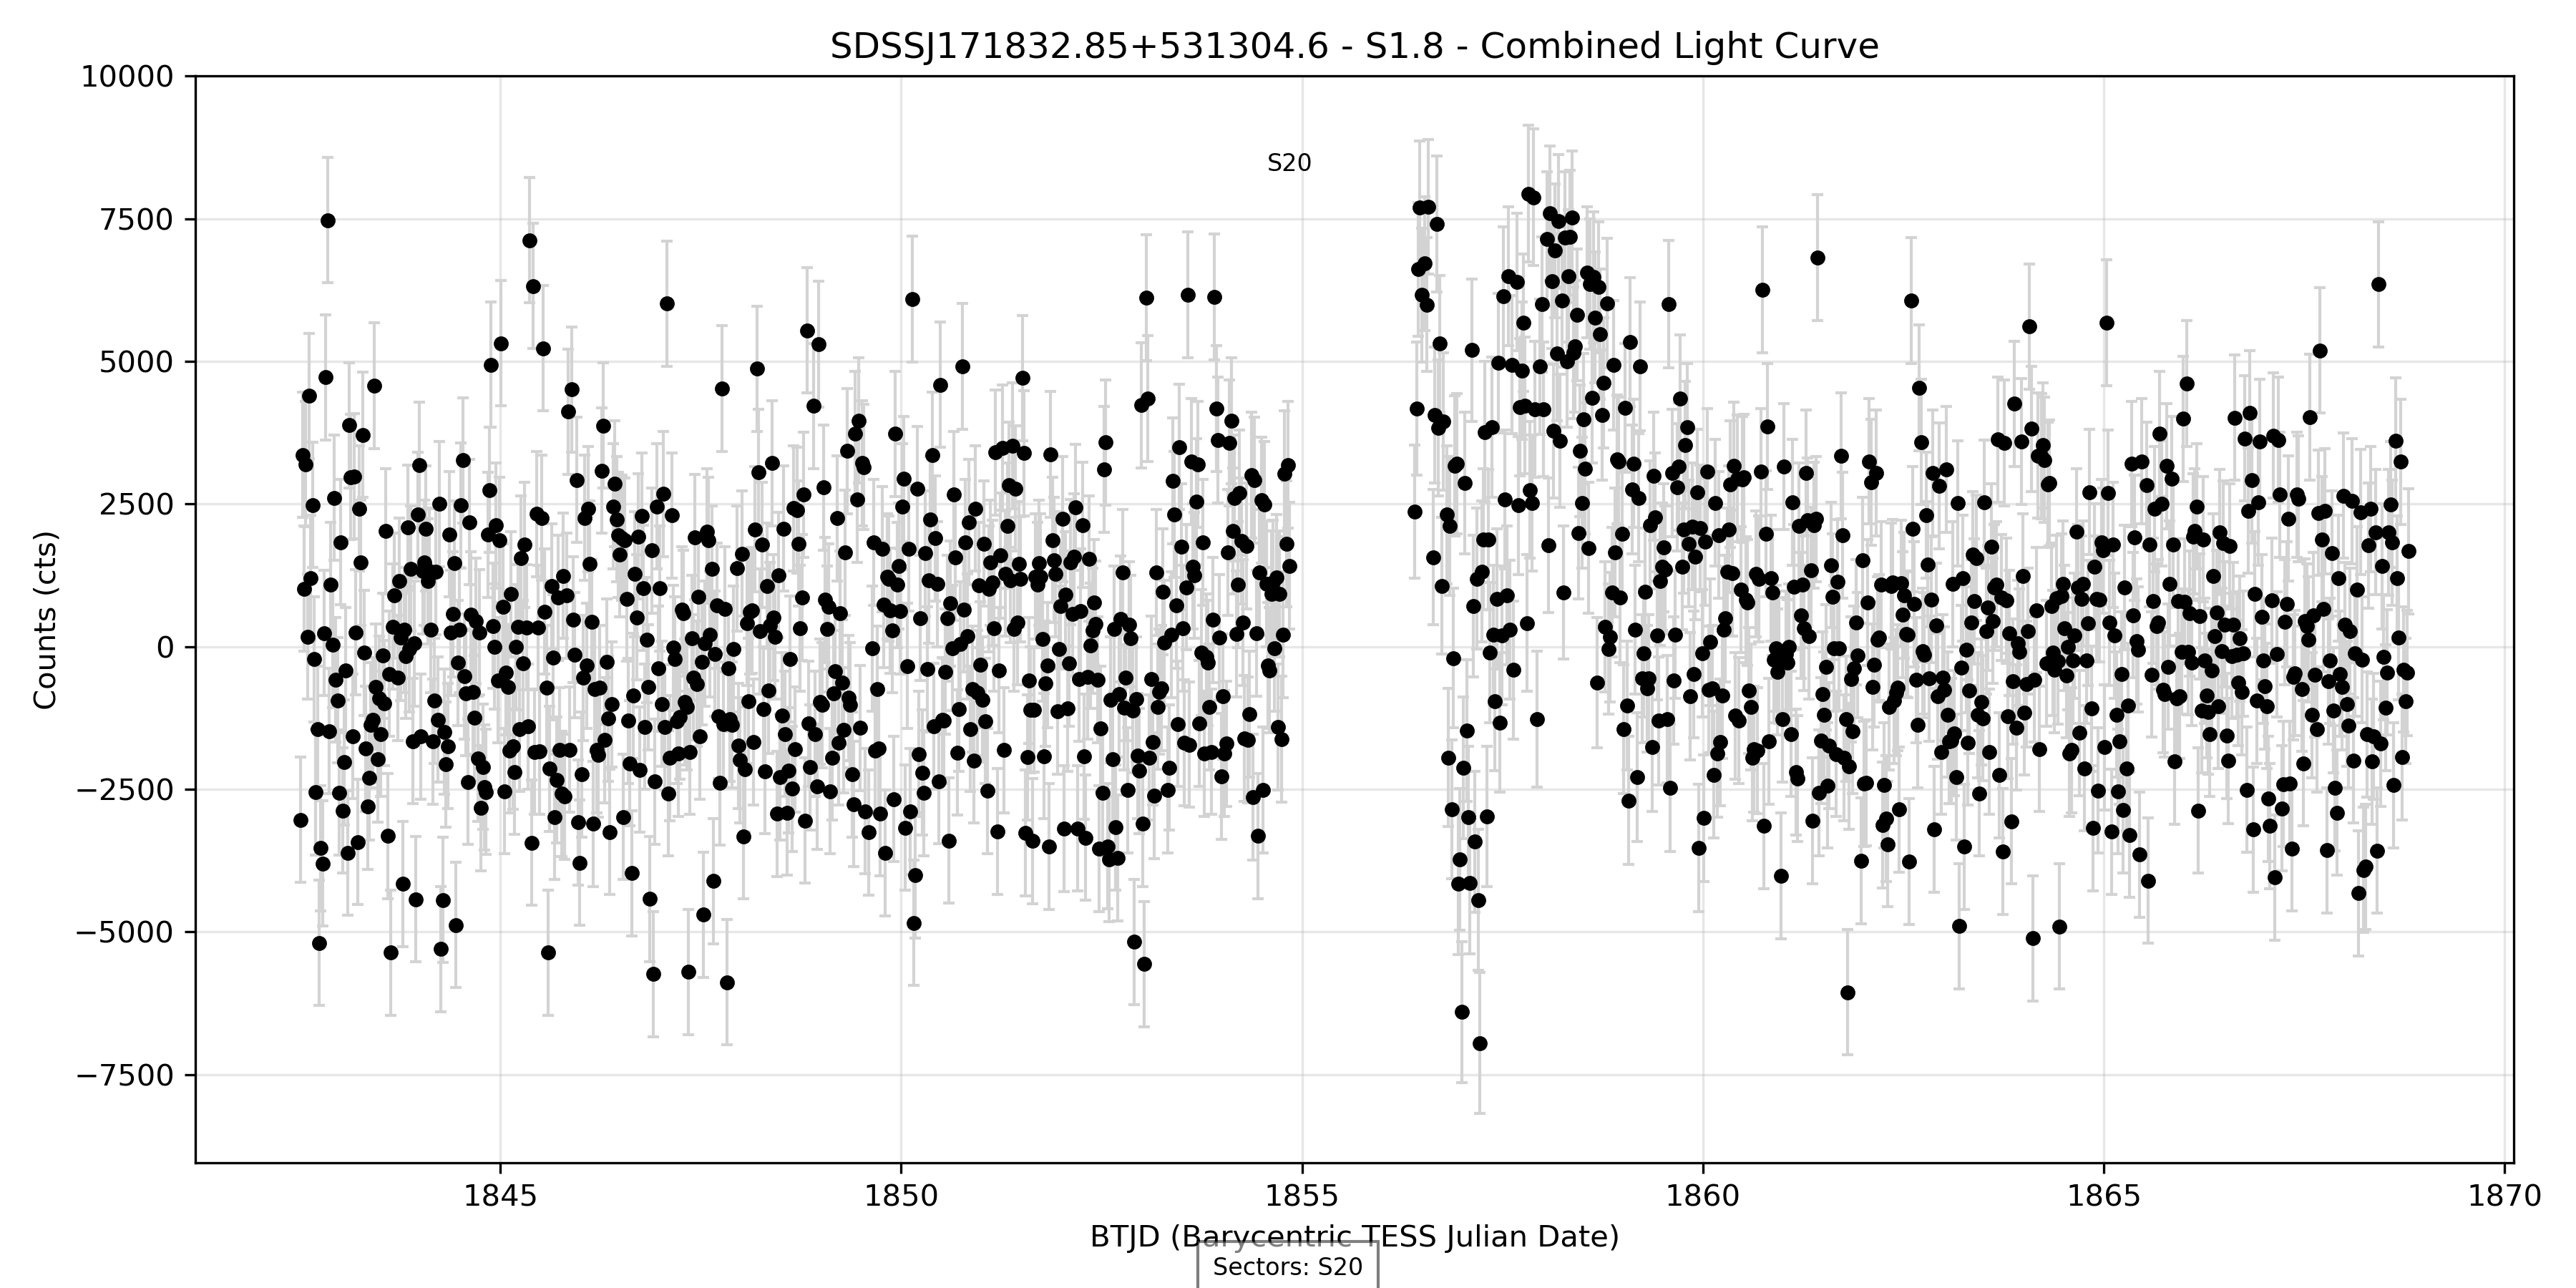 SDSSJ171832.85+531304.6 - S1.8 - Combined Light Curve
10000
7500
5000
2500
0
−2500
−5000
−7500
Counts (cts)
S20
1845
1850
1855
1860
1865
1870
BTJD (Barycentric TESS Julian Date)
Sectors: S20